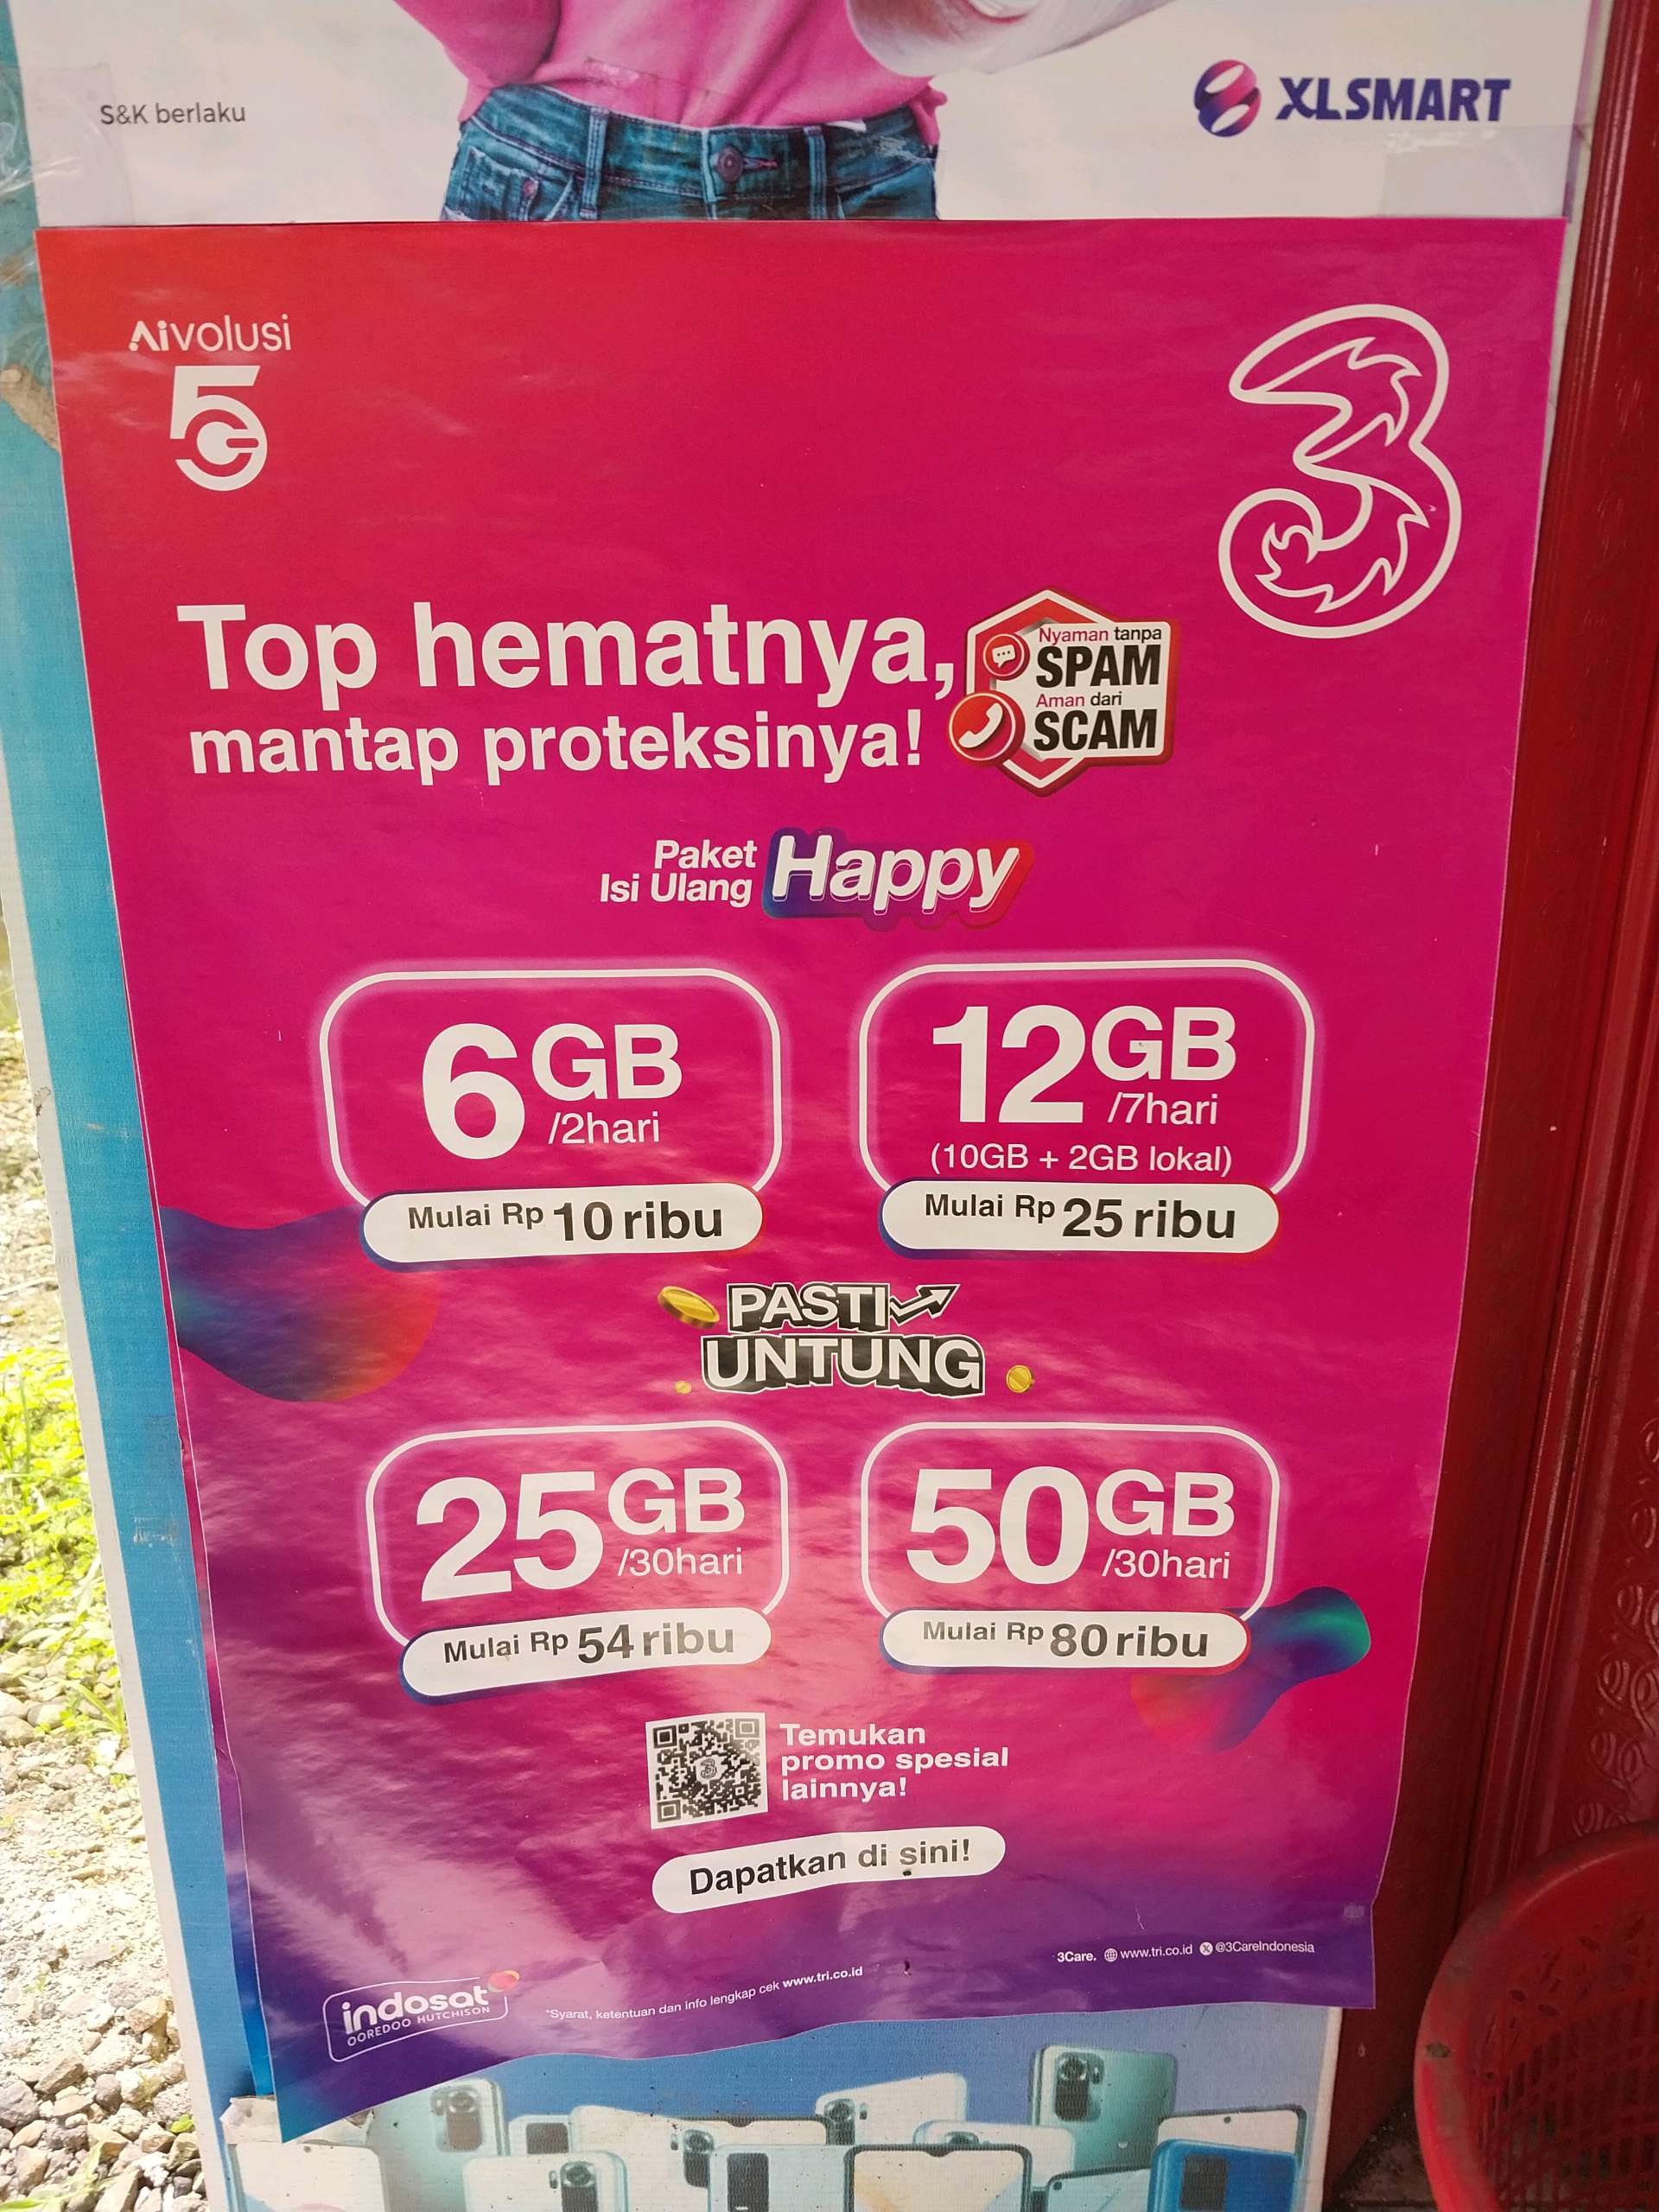 S&K berlaku
XLSMART
Aivolusi
5G
3
Top hematnya,
mantap proteksinya!
Nyaman tanpa
SPAM
Aman dari
SCAM
Paket
Isi Ulang
Happy
6GB
/2hari
Mulai Rp 10 ribu
12GB
/7hari
(10GB + 2GB lokal)
Mulai Rp 25 ribu
PASTI
UNTUNG
25GB
/30hari
Mulai Rp 54 ribu
50GB
/30hari
Mulai Rp 80 ribu
Temukan
promo spesial
lainnya!
Dapatkan di sini!
indosat
OOREDOO HUTCHISON
*Syarat, ketentuan dan info lengkap cek www.tri.co.id
3Care. www.tri.co.id @3CareIndonesia